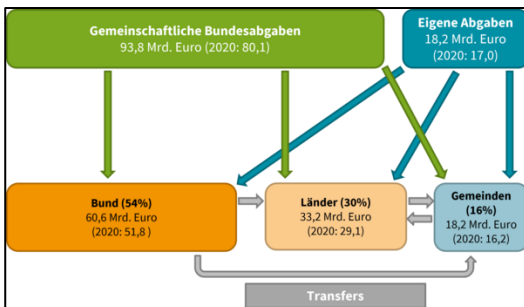 Gemeinschaftliche Bundesabgaben
93,8 Mrd. Euro (2020: 80,1)
Eigene Abgaben
18,2 Mrd. Euro
(2020: 17,0)
Bund (54%)
60,6 Mrd. Euro
(2020: 51,8 )
Länder (30%)
33,2 Mrd. Euro
(2020: 29,1)
Gemeinden
(16%)
18,2 Mrd. Euro
(2020: 16,2)
Transfers